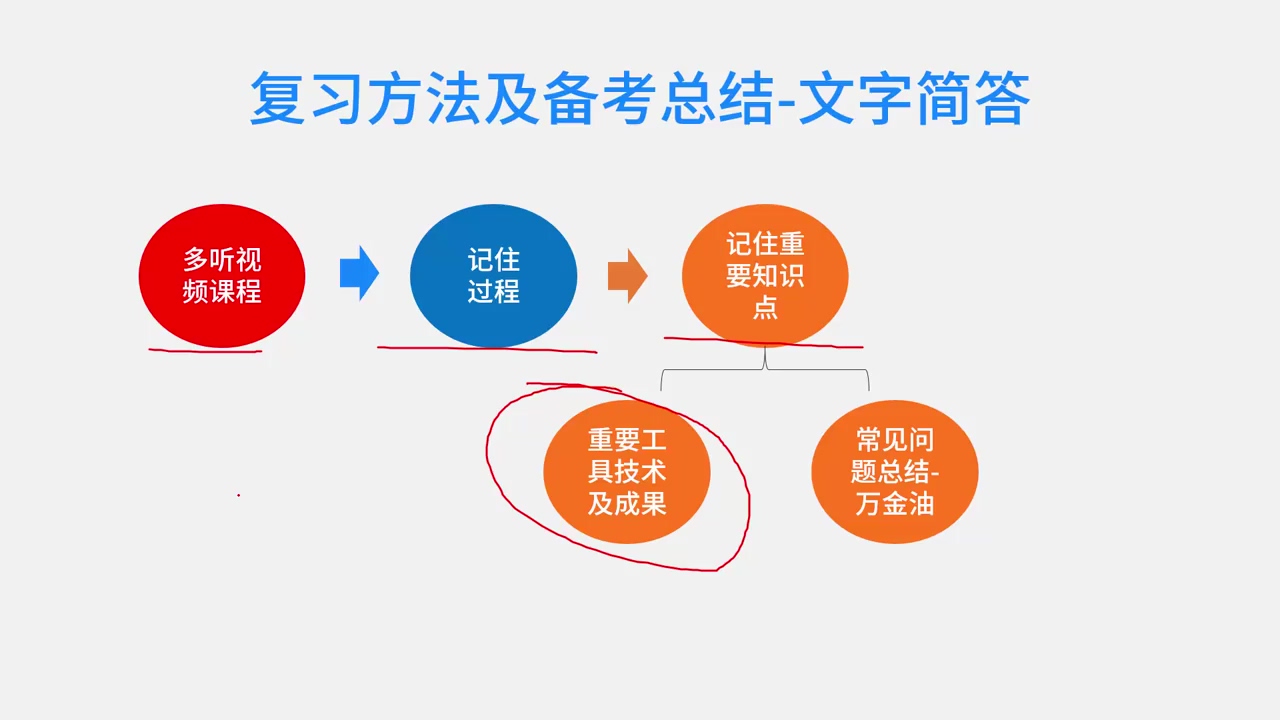 复习方法及备考总结-文字简答
多听视
频课程
记住
过程
记住重
要知识
点
重要工
具技术
及成果
常见问
题总结-
万金油